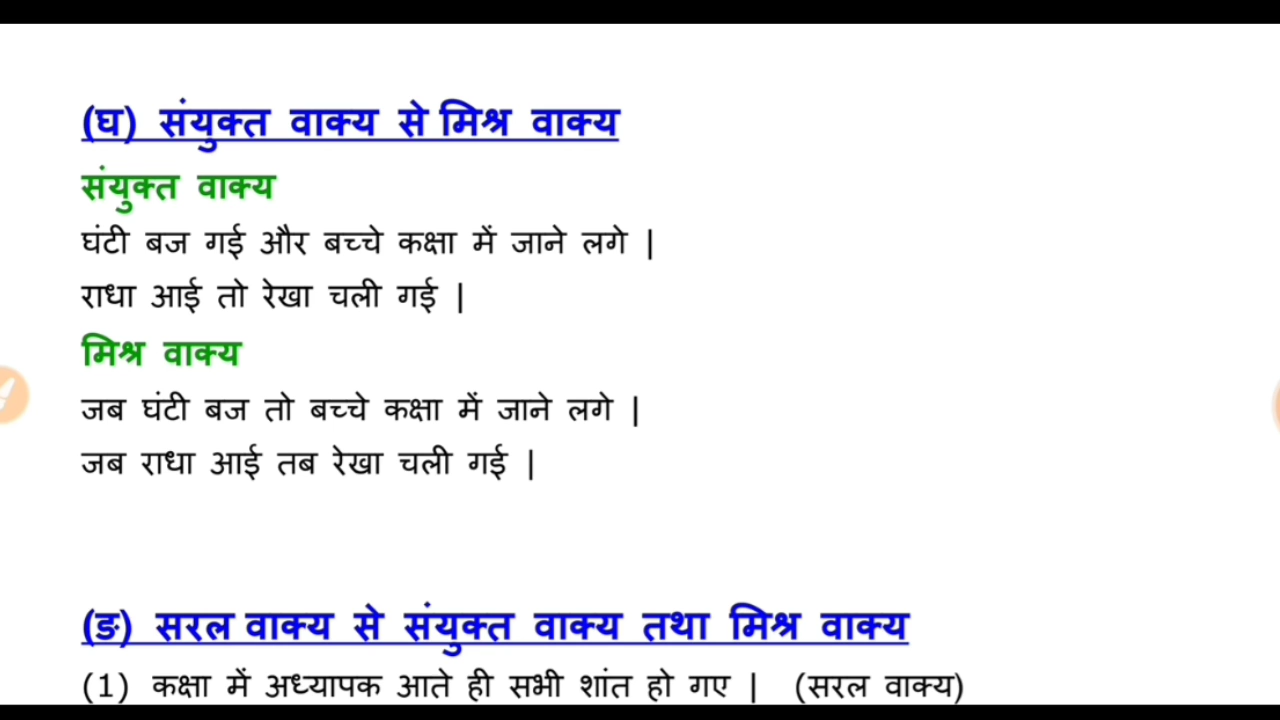 (घ) संयुक्त वाक्य से मिश्र वाक्य
संयुक्त वाक्य
घंटी बज गई और बच्चे कक्षा में जाने लगे |
राधा आई तो रेखा चली गई |
मिश्र वाक्य
जब घंटी बज तो बच्चे कक्षा में जाने लगे |
जब राधा आई तब रेखा चली गई |
(ङ) सरल वाक्य से संयुक्त वाक्य तथा मिश्र वाक्य
(1) कक्षा में अध्यापक आते ही सभी शांत हो गए | (सरल वाक्य)